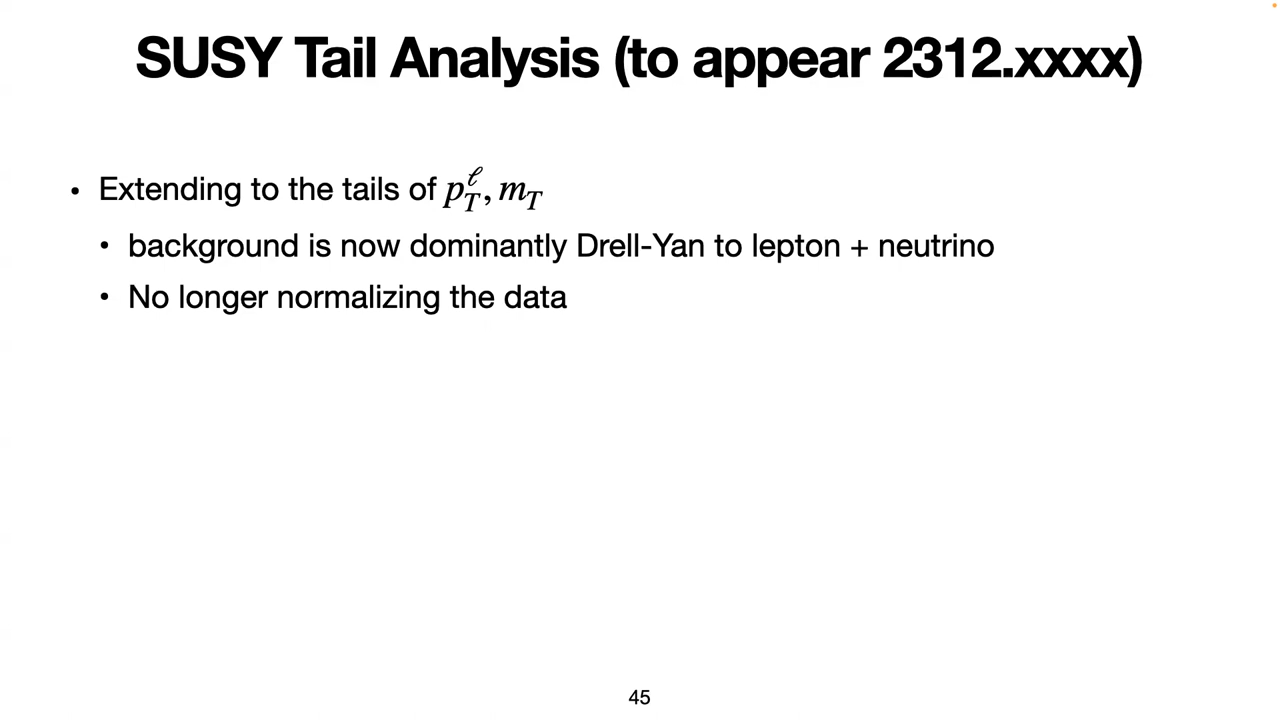 SUSY Tail Analysis (to appear 2312.xxxx)
• Extending to the tails of $p_T^\ell, m_T$
• background is now dominantly Drell-Yan to lepton + neutrino
• No longer normalizing the data
45